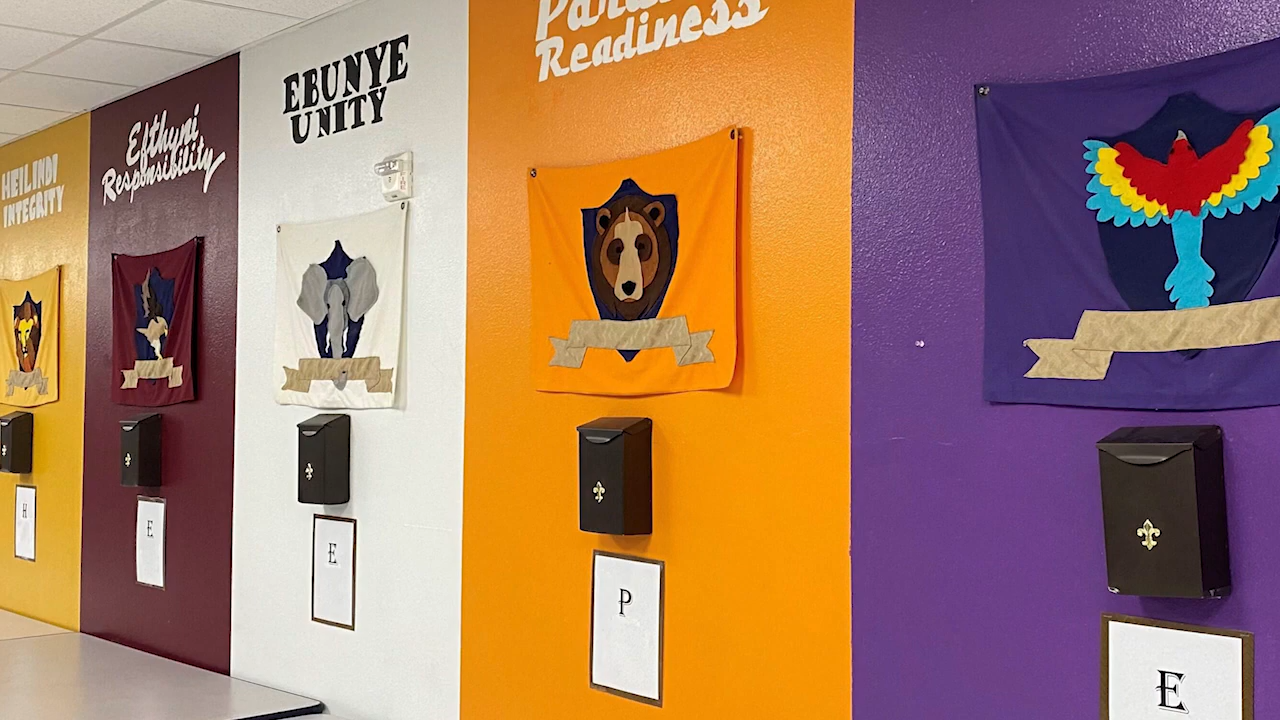 HEILINDI
INTEGRITY
Efthyni
Responsibility
EBUNYE
UNITY
Readiness
H
E
E
P
E